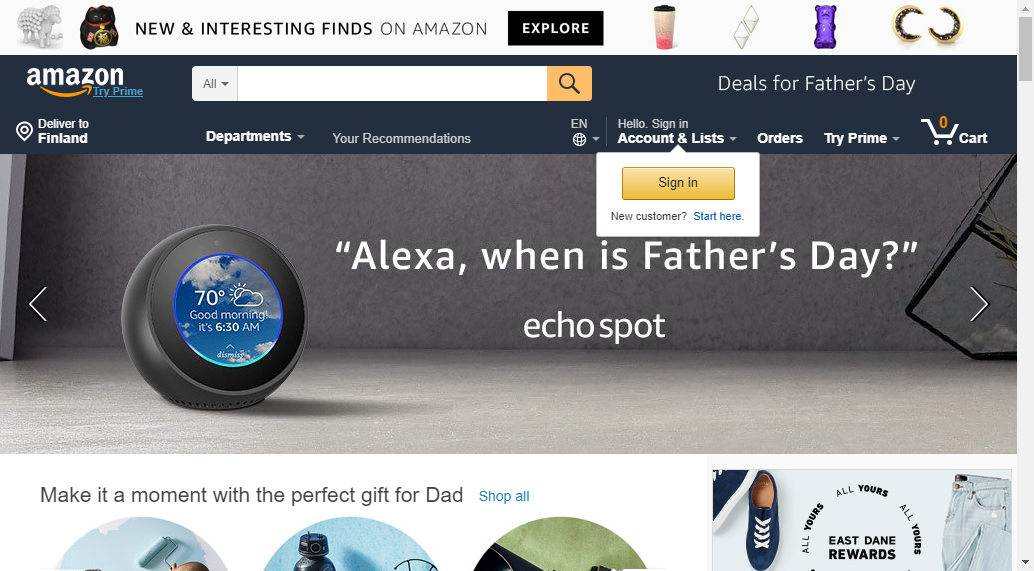 NEW & INTERESTING FINDS ON AMAZON
EXPLORE
amazon
Try Prime
All
Deals for Father's Day
Deliver to
Finland
Departments
Your Recommendations
EN
Hello. Sign in
Account & Lists
Orders
Try Prime
0
Cart
Sign in
New customer? Start here.
“Alexa, when is Father’s Day?”
echo spot
70°
Good morning!
it's 6:30 AM
dismiss
Make it a moment with the perfect gift for Dad
Shop all
ALL YOURS
ALL YOURS
ALL YOURS
EAST DANE
REWARDS